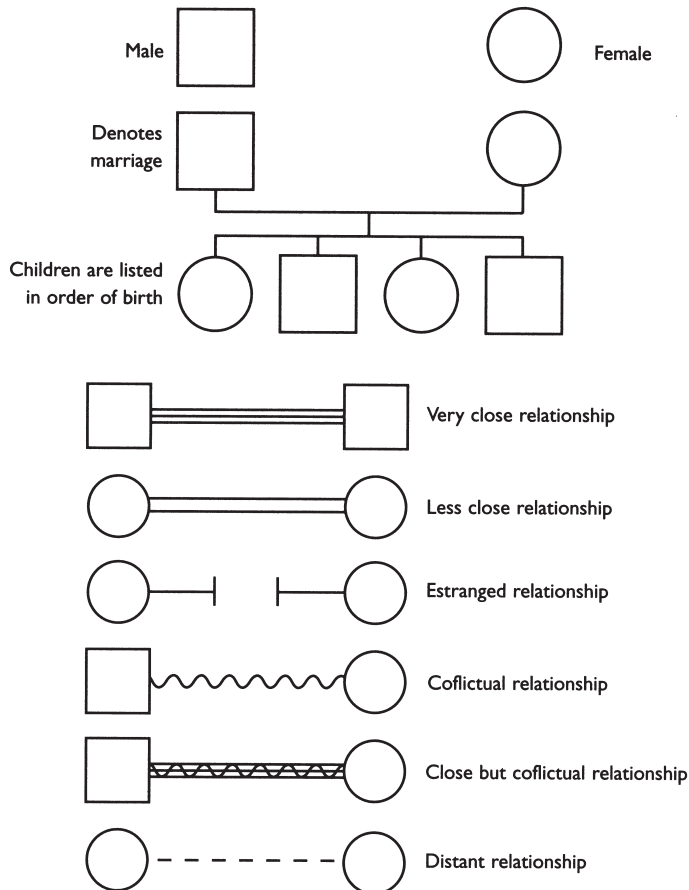 Male
Female
Denotes
marriage
Children are listed
in order of birth
Very close relationship
Less close relationship
Estranged relationship
Coflictual relationship
Close but coflictual relationship
Distant relationship